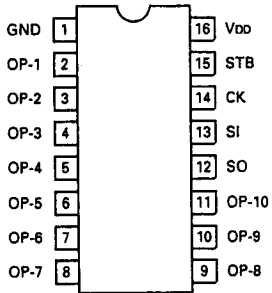 GND 1 16 VDD
OP-1 2 15 STB
OP-2 3 14 CK
OP-3 4 13 SI
OP-4 5 12 SO
OP-5 6 11 OP-10
OP-6 7 10 OP-9
OP-7 8 9 OP-8